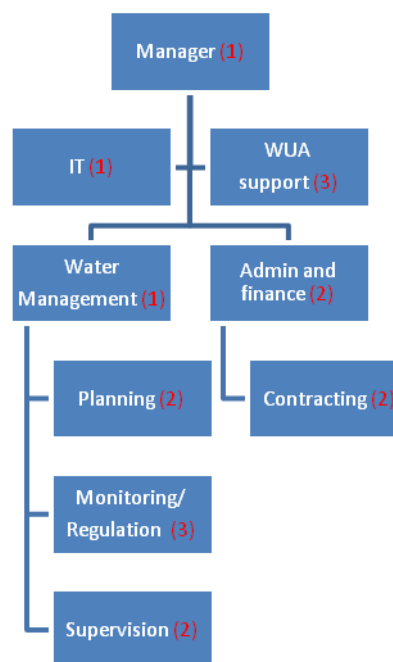 Manager (1)
IT (1)
WUA
support (3)
Water
Management (1)
Admin and
finance (2)
Planning (2)
Contracting (2)
Monitoring/
Regulation (3)
Supervision (2)